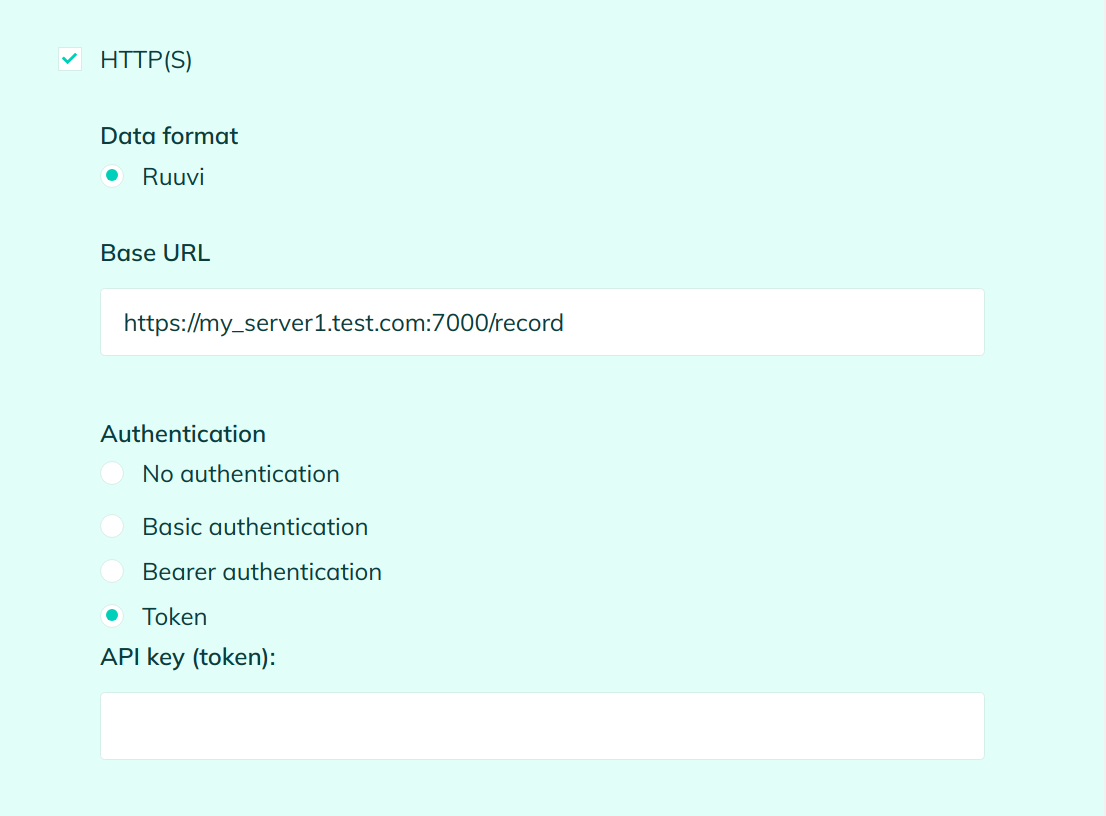 HTTP(S)
Data format
Ruuvi
Base URL
https://my_server1.test.com:7000/record
Authentication
No authentication
Basic authentication
Bearer authentication
Token
API key (token):